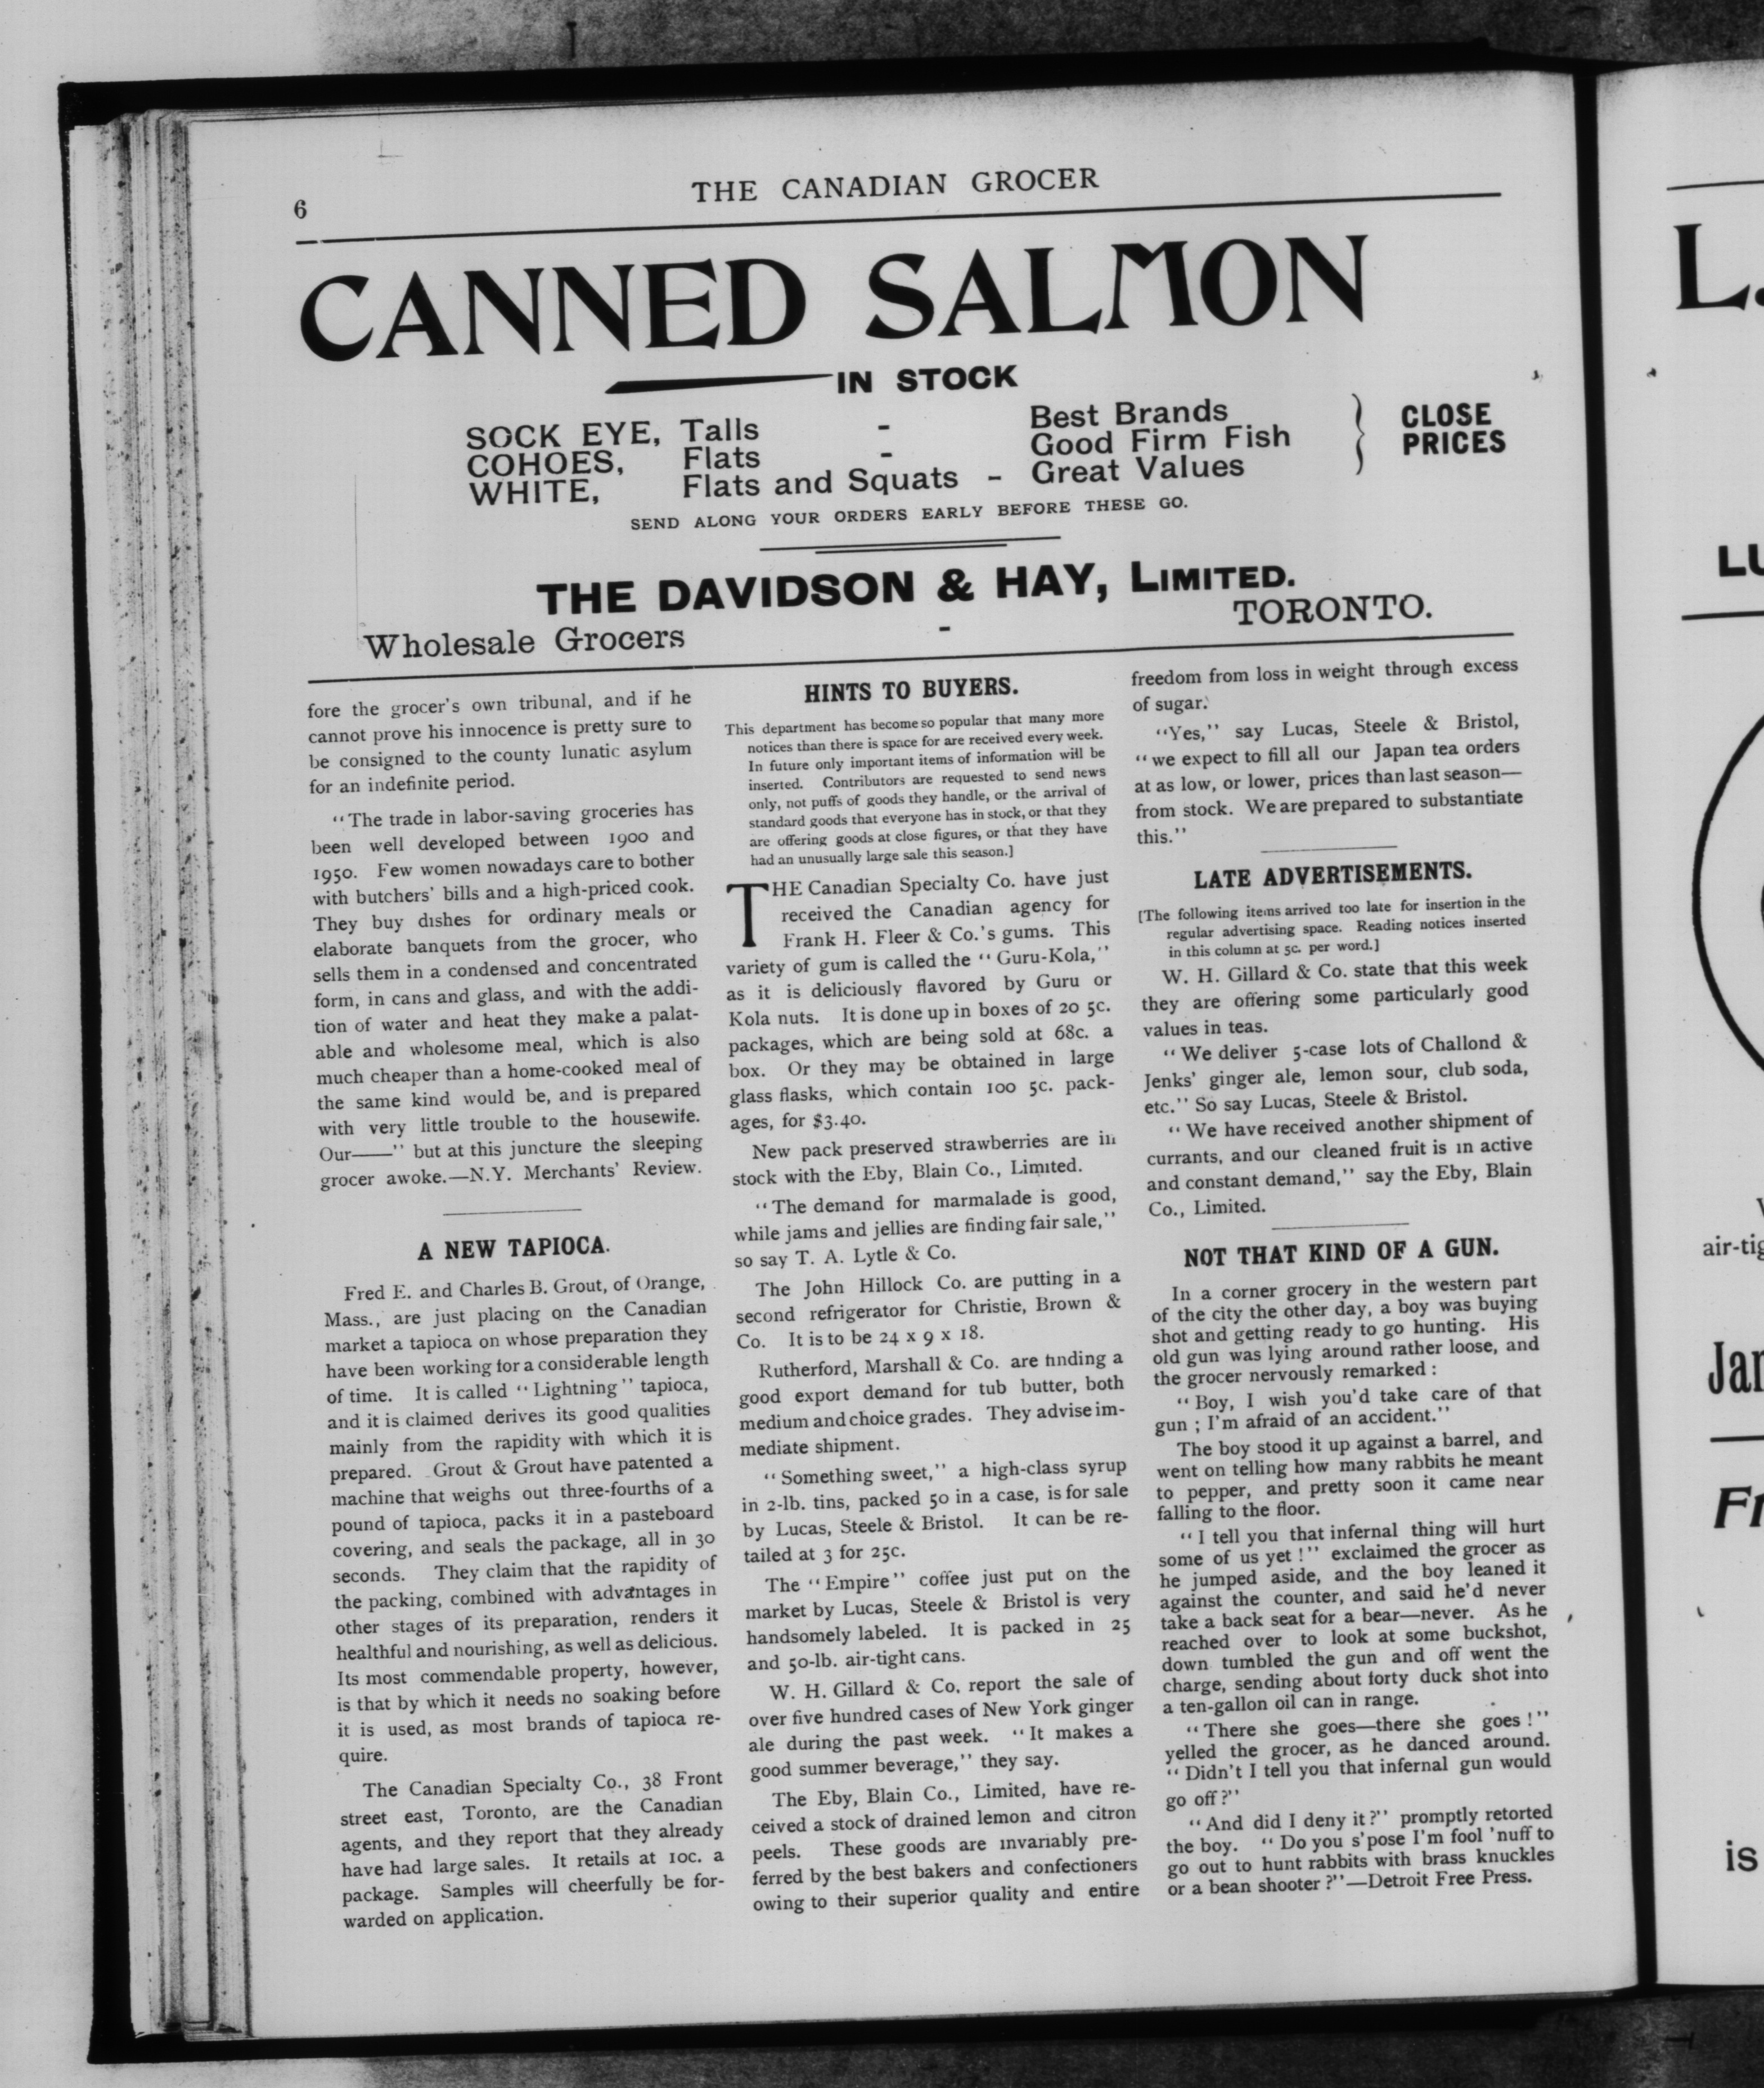 6
THE CANADIAN GROCER
CANNED SALMON
IN STOCK
SOCK EYE, Talls - Best Brands
COHOES, Flats - Good Firm Fish
WHITE, Flats and Squats - Great Values
} CLOSE
PRICES
SEND ALONG YOUR ORDERS EARLY BEFORE THESE GO.
THE DAVIDSON & HAY, LIMITED.
Wholesale Grocers - TORONTO.
fore the grocer's own tribunal, and if he
cannot prove his innocence is pretty sure to
be consigned to the county lunatic asylum
for an indefinite period.
"The trade in labor-saving groceries has
been well developed between 1900 and
1950. Few women nowadays care to bother
with butchers' bills and a high-priced cook.
They buy dishes for ordinary meals or
elaborate banquets from the grocer, who
sells them in a condensed and concentrated
form, in cans and glass, and with the addi-
tion of water and heat they make a palat-
able and wholesome meal, which is also
much cheaper than a home-cooked meal of
the same kind would be, and is prepared
with very little trouble to the housewife.
Our——" but at this juncture the sleeping
grocer awoke.—N.Y. Merchants' Review.
A NEW TAPIOCA.
Fred E. and Charles B. Grout, of Orange,
Mass., are just placing on the Canadian
market a tapioca on whose preparation they
have been working for a considerable length
of time. It is called "Lightning" tapioca,
and it is claimed derives its good qualities
mainly from the rapidity with which it is
prepared. Grout & Grout have patented a
machine that weighs out three-fourths of a
pound of tapioca, packs it in a pasteboard
covering, and seals the package, all in 30
seconds. They claim that the rapidity of
the packing, combined with advantages in
other stages of its preparation, renders it
healthful and nourishing, as well as delicious.
Its most commendable property, however,
is that by which it needs no soaking before
it is used, as most brands of tapioca re-
quire.
The Canadian Specialty Co., 38 Front
street east, Toronto, are the Canadian
agents, and they report that they already
have had large sales. It retails at 10c. a
package. Samples will cheerfully be for-
warded on application.
HINTS TO BUYERS.
This department has become so popular that many more
notices than there is space for are received every week.
In future only important items of information will be
inserted. Contributors are requested to send news
only, not puffs of goods they handle, or the arrival of
standard goods that everyone has in stock, or that they
are offering goods at close figures, or that they have
had an unusually large sale this season.]
THE Canadian Specialty Co. have just
received the Canadian agency for
Frank H. Fleer & Co.'s gums. This
variety of gum is called the "Guru-Kola,"
as it is deliciously flavored by Guru or
Kola nuts. It is done up in boxes of 20 5c.
packages, which are being sold at 68c. a
box. Or they may be obtained in large
glass flasks, which contain 100 5c. pack-
ages, for $3.40.
New pack preserved strawberries are in
stock with the Eby, Blain Co., Limited.
"The demand for marmalade is good,
while jams and jellies are finding fair sale,"
so say T. A. Lytle & Co.
The John Hillock Co. are putting in a
second refrigerator for Christie, Brown &
Co. It is to be 24 x 9 x 18.
Rutherford, Marshall & Co. are finding a
good export demand for tub butter, both
medium and choice grades. They advise im-
mediate shipment.
"Something sweet," a high-class syrup
in 2-lb. tins, packed 50 in a case, is for sale
by Lucas, Steele & Bristol. It can be re-
tailed at 3 for 25c.
The "Empire" coffee just put on the
market by Lucas, Steele & Bristol is very
handsomely labeled. It is packed in 25
and 50-lb. air-tight cans.
W. H. Gillard & Co. report the sale of
over five hundred cases of New York ginger
ale during the past week. "It makes a
good summer beverage," they say.
The Eby, Blain Co., Limited, have re-
ceived a stock of drained lemon and citron
peels. These goods are invariably pre-
ferred by the best bakers and confectioners
owing to their superior quality and entire
freedom from loss in weight through excess
of sugar.
"Yes," say Lucas, Steele & Bristol,
"we expect to fill all our Japan tea orders
at as low, or lower, prices than last season—
from stock. We are prepared to substantiate
this."
LATE ADVERTISEMENTS.
[The following items arrived too late for insertion in the
regular advertising space. Reading notices inserted
in this column at 5c. per word.]
W. H. Gillard & Co. state that this week
they are offering some particularly good
values in teas.
"We deliver 5-case lots of Challond &
Jenks' ginger ale, lemon sour, club soda,
etc." So say Lucas, Steele & Bristol.
"We have received another shipment of
currants, and our cleaned fruit is in active
and constant demand," say the Eby, Blain
Co., Limited.
NOT THAT KIND OF A GUN.
In a corner grocery in the western part
of the city the other day, a boy was buying
shot and getting ready to go hunting. His
old gun was lying around rather loose, and
the grocer nervously remarked :
"Boy, I wish you'd take care of that
gun ; I'm afraid of an accident."
The boy stood it up against a barrel, and
went on telling how many rabbits he meant
to pepper, and pretty soon it came near
falling to the floor.
"I tell you that infernal thing will hurt
some of us yet !" exclaimed the grocer as
he jumped aside, and the boy leaned it
against the counter, and said he'd never
take a back seat for a bear—never. As he
reached over to look at some buckshot,
down tumbled the gun and off went the
charge, sending about forty duck shot into
a ten-gallon oil can in range.
"There she goes—there she goes !"
yelled the grocer, as he danced around.
"Didn't I tell you that infernal gun would
go off ?"
"And did I deny it ?" promptly retorted
the boy. "Do you s'pose I'm fool 'nuff to
go out to hunt rabbits with brass knuckles
or a bean shooter ?"—Detroit Free Press.
L.
LU
air-tig
Jan
Fr
is